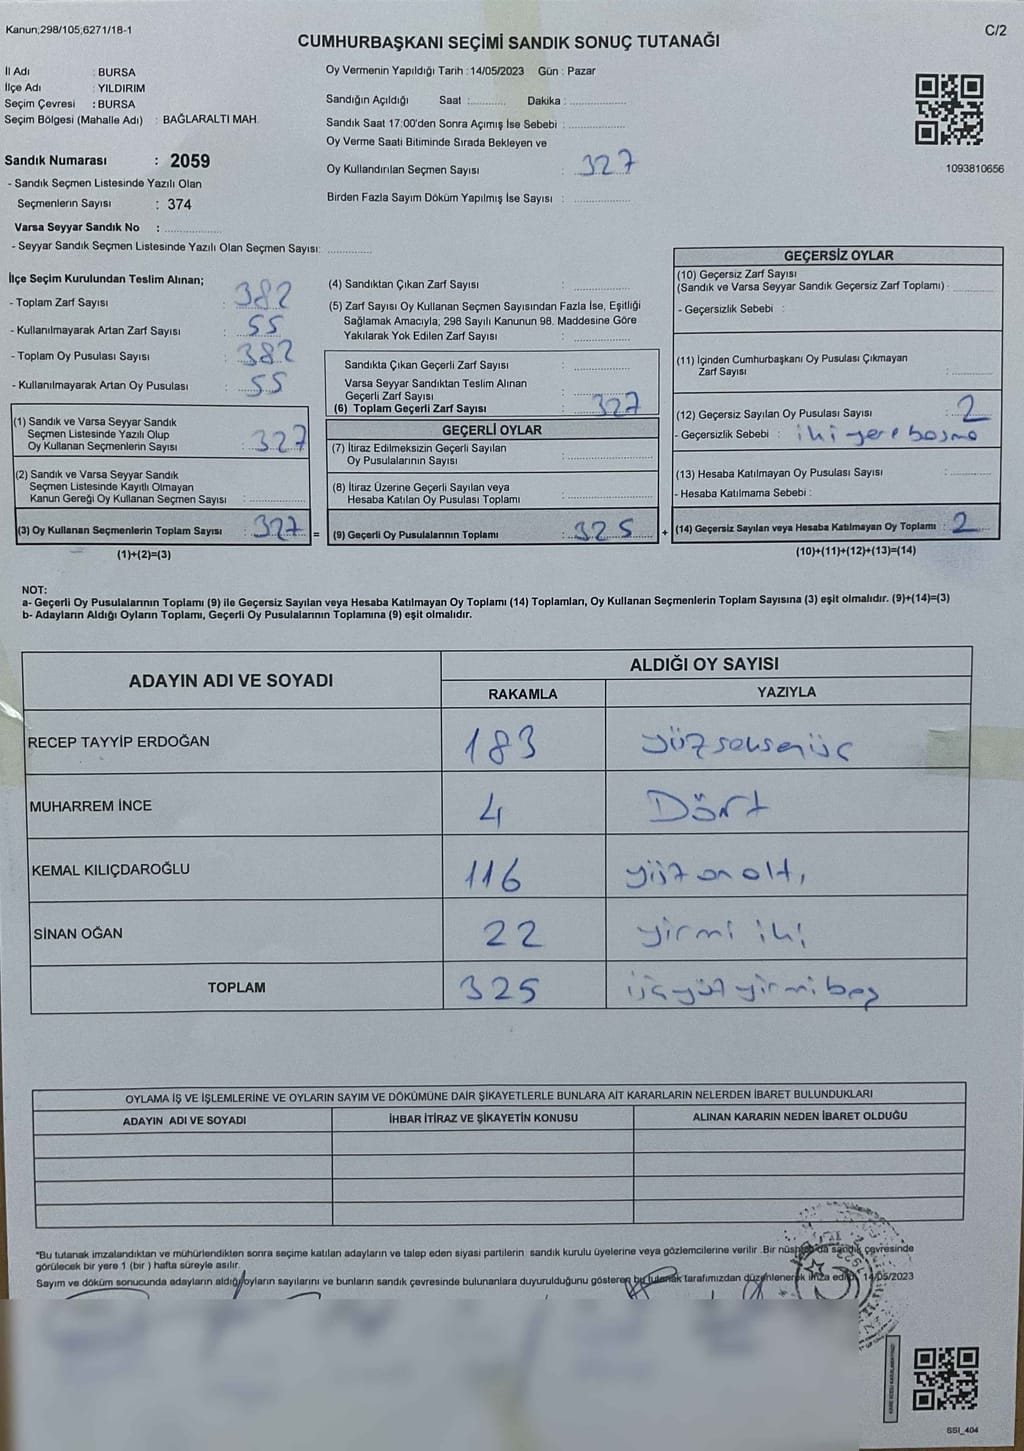 Kanun;298/105;6271/18-1
C/2
CUMHURBAŞKANI SEÇİMİ SANDIK SONUÇ TUTANAĞI
İl Adı : BURSA
İlçe Adı : YILDIRIM
Seçim Çevresi : BURSA
Seçim Bölgesi (Mahalle Adı) : BAĞLARALTI MAH.
Sandık Numarası : 2059
- Sandık Seçmen Listesinde Yazılı Olan
Seçmenlerin Sayısı : 374
Varsa Seyyar Sandık No :
- Seyyar Sandık Seçmen Listesinde Yazılı Olan Seçmen Sayısı:
Oy Vermenin Yapıldığı Tarih : 14/05/2023 Gün : Pazar
Sandığın Açıldığı Saat : Dakika :
Sandık Saat 17:00'den Sonra Açımış İse Sebebi :
Oy Verme Saati Bitiminde Sırada Bekleyen ve
Oy Kullandırılan Seçmen Sayısı : 327
Birden Fazla Sayım Döküm Yapılmış İse Sayısı :
1093810656
İlçe Seçim Kurulundan Teslim Alınan;
- Toplam Zarf Sayısı : 382
- Kullanılmayarak Artan Zarf Sayısı : 55
- Toplam Oy Pusulası Sayısı : 382
- Kullanılmayarak Artan Oy Pusulası : 55
(1) Sandık ve Varsa Seyyar Sandık
Seçmen Listesinde Yazılı Olup
Oy Kullanan Seçmenlerin Sayısı : 327
(2) Sandık ve Varsa Seyyar Sandık
Seçmen Listesinde Kayıtlı Olmayan
Kanun Gereği Oy Kullanan Seçmen Sayısı :
(3) Oy Kullanan Seçmenlerin Toplam Sayısı : 327 =
(1)+(2)=(3)
(4) Sandıktan Çıkan Zarf Sayısı :
(5) Zarf Sayısı Oy Kullanan Seçmen Sayısından Fazla İse, Eşitliği
Sağlamak Amacıyla, 298 Sayılı Kanunun 98. Maddesine Göre
Yakılarak Yok Edilen Zarf Sayısı :
Sandıkta Çıkan Geçerli Zarf Sayısı :
Varsa Seyyar Sandıktan Teslim Alınan
Geçerli Zarf Sayısı :
(6) Toplam Geçerli Zarf Sayısı : 327
GEÇERLİ OYLAR
(7) İtiraz Edilmeksizin Geçerli Sayılan
Oy Pusulalarının Sayısı :
(8) İtiraz Üzerine Geçerli Sayılan veya
Hesaba Katılan Oy Pusulası Toplamı :
(9) Geçerli Oy Pusulalarının Toplamı : 325 +
GEÇERSİZ OYLAR
(10) Geçersiz Zarf Sayısı
(Sandık ve Varsa Seyyar Sandık Geçersiz Zarf Toplamı) :
- Geçersizlik Sebebi :
(11) İçinden Cumhurbaşkanı Oy Pusulası Çıkmayan
Zarf Sayısı :
(12) Geçersiz Sayılan Oy Pusulası Sayısı : 2
- Geçersizlik Sebebi : iki yere basma
(13) Hesaba Katılmayan Oy Pusulası Sayısı :
- Hesaba Katılmama Sebebi :
(14) Geçersiz Sayılan veya Hesaba Katılmayan Oy Toplamı : 2
(10)+(11)+(12)+(13)=(14)
NOT:
a- Geçerli Oy Pusulalarının Toplamı (9) ile Geçersiz Sayılan veya Hesaba Katılmayan Oy Toplamı (14) Toplamları, Oy Kullanan Seçmenlerin Toplam Sayısına (3) eşit olmalıdır. (9)+(14)=(3)
b- Adayların Aldığı Oyların Toplamı, Geçerli Oy Pusulalarının Toplamına (9) eşit olmalıdır.
ADAYIN ADI VE SOYADI
ALDIĞI OY SAYISI
RAKAMLA YAZIYLA
RECEP TAYYİP ERDOĞAN 183 yüzseksenüç
MUHARREM İNCE 4 Dört
KEMAL KILIÇDAROĞLU 116 yüz on altı
SİNAN OĞAN 22 yirmi iki
TOPLAM 325 üçyüz yirmi beş
OYLAMA İŞ VE İŞLEMLERİNE VE OYLARIN SAYIM VE DÖKÜMÜNE DAİR ŞİKAYETLERLE BUNLARA AİT KARARLARIN NELERDEN İBARET BULUNDUKLARI
ADAYIN ADI VE SOYADI İHBAR İTİRAZ VE ŞİKAYETİN KONUSU ALINAN KARARIN NEDEN İBARET OLDUĞU
*Bu tutanak imzalandıktan ve mühürlendikten sonra seçime katılan adayların ve talep eden siyasi partilerin sandık kurulu üyelerine veya gözlemcilerine verilir .Bir nüshası da sandık çevresinde
görülecek bir yere 1 (bir ) hafta süreyle asılır.
Sayım ve döküm sonucunda adayların aldığı oyların sayılarını ve bunların sandık çevresinde bulunanlara duyurulduğunu gösteren bu tutanak tarafımızdan düzenlenerek imza edildi. 14/05/2023
SSI_404